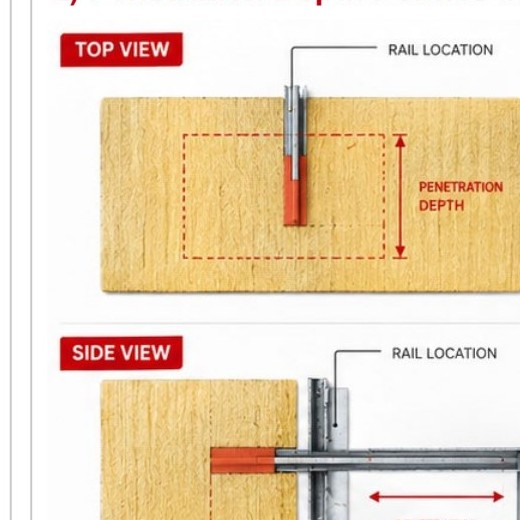 TOP VIEW
RAIL LOCATION
PENETRATION
DEPTH
SIDE VIEW
RAIL LOCATION